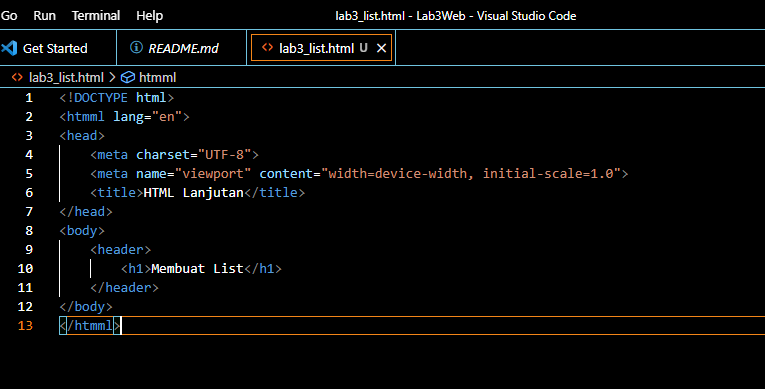 Go Run Terminal Help lab3_list.html - Lab3Web - Visual Studio Code
Get Started README.md lab3_list.html U
lab3_list.html > htmml
1 <!DOCTYPE html>
2 <htmml lang="en">
3 <head>
4 <meta charset="UTF-8">
5 <meta name="viewport" content="width=device-width, initial-scale=1.0">
6 <title>HTML Lanjutan</title>
7 </head>
8 <body>
9 <header>
10 <h1>Membuat List</h1>
11 </header>
12 </body>
13 </htmml>